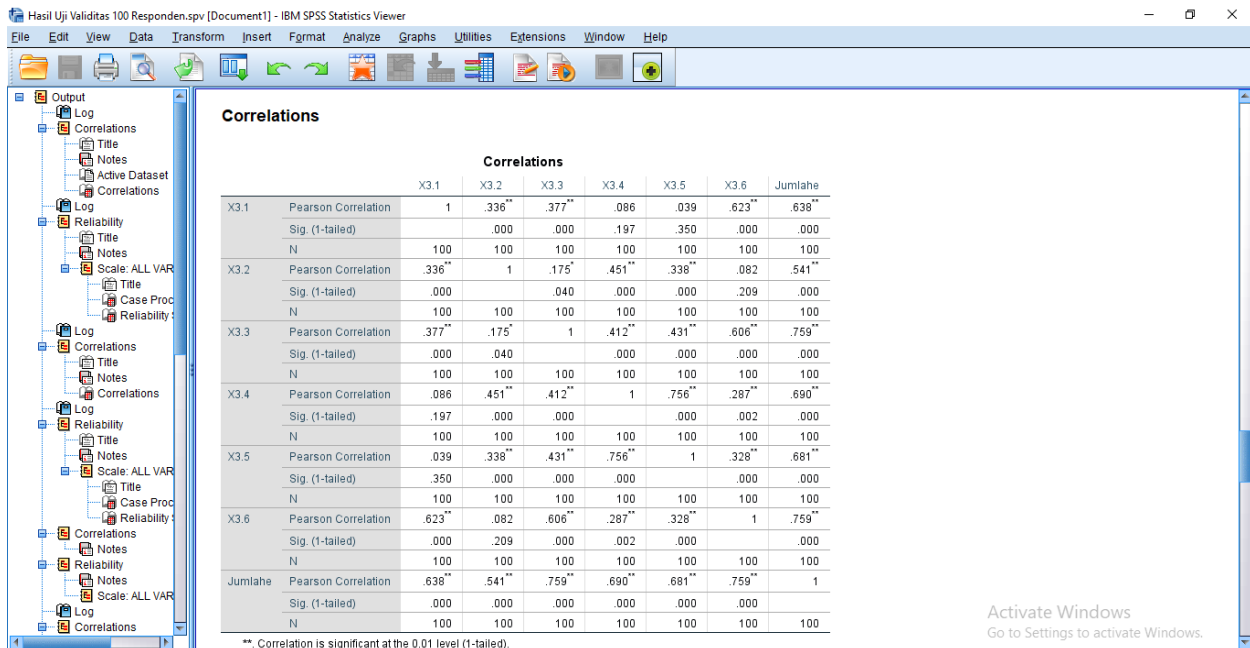 Hasil Uji Validitas 100 Responden.spv [Document1] - IBM SPSS Statistics Viewer
File Edit View Data Transform Insert Format Analyze Graphs Utilities Extensions Window Help
Output
Log
Correlations
Title
Notes
Active Dataset
Correlations
Log
Reliability
Title
Notes
Scale: ALL VAR
Title
Case Proc
Reliability
Log
Correlations
Title
Notes
Correlations
Log
Reliability
Title
Notes
Scale: ALL VAR
Title
Case Proc
Reliability
Correlations
Notes
Reliability
Notes
Scale: ALL VAR
Log
Correlations
Correlations
Correlations
X3.1 X3.2 X3.3 X3.4 X3.5 X3.6 Jumlahe
X3.1 Pearson Correlation 1 .336** .377** .086 .039 .623** .638**
Sig. (1-tailed) .000 .000 .197 .350 .000 .000
N 100 100 100 100 100 100 100
X3.2 Pearson Correlation .336** 1 .175* .451** .338** .082 .541**
Sig. (1-tailed) .000 .040 .000 .000 .209 .000
N 100 100 100 100 100 100 100
X3.3 Pearson Correlation .377** .175* 1 .412** .431** .606** .759**
Sig. (1-tailed) .000 .040 .000 .000 .000 .000
N 100 100 100 100 100 100 100
X3.4 Pearson Correlation .086 .451** .412** 1 .756** .287** .690**
Sig. (1-tailed) .197 .000 .000 .000 .002 .000
N 100 100 100 100 100 100 100
X3.5 Pearson Correlation .039 .338** .431** .756** 1 .328** .681**
Sig. (1-tailed) .350 .000 .000 .000 .000 .000
N 100 100 100 100 100 100 100
X3.6 Pearson Correlation .623** .082 .606** .287** .328** 1 .759**
Sig. (1-tailed) .000 .209 .000 .002 .000 .000
N 100 100 100 100 100 100 100
Jumlahe Pearson Correlation .638** .541** .759** .690** .681** .759** 1
Sig. (1-tailed) .000 .000 .000 .000 .000 .000
N 100 100 100 100 100 100 100
**. Correlation is significant at the 0.01 level (1-tailed).
Activate Windows
Go to Settings to activate Windows.